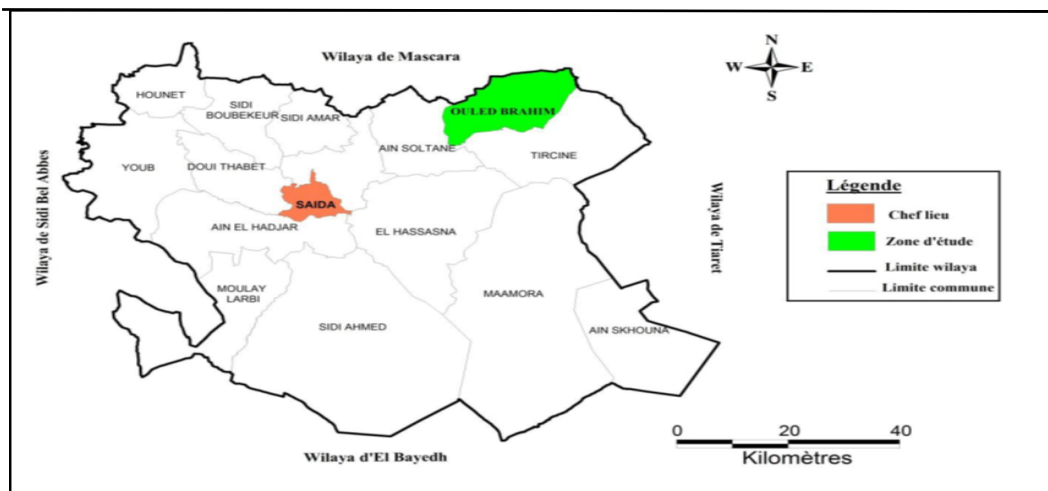 Wilaya de Mascara
N
W E
S
HOUNET
SIDI
BOUBEKEUR
SIDI AMAR
OULED BRAHIM
AIN SOLTANE
TIRCINE
YOUB
DOUI THABET
SAIDA
AIN EL HADJAR
EL HASSASNA
MOULAY
LARBI
SIDI AHMED
MAAMORA
AIN SKHOUNA
Wilaya de Sidi Bel Abbes
Wilaya de Tiaret
Wilaya d'El Bayedh
Légende
Chef lieu
Zone d'étude
Limite wilaya
Limite commune
0 20 40
Kilomètres